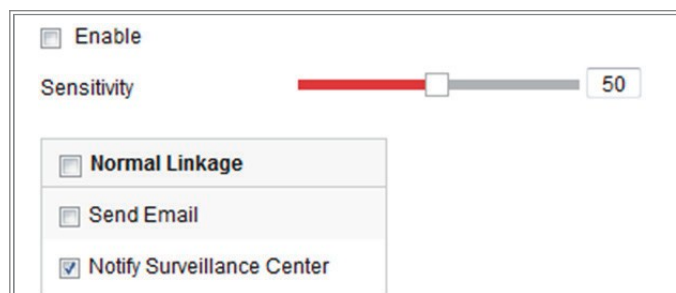 Enable
Sensitivity 50
Normal Linkage
Send Email
Notify Surveillance Center